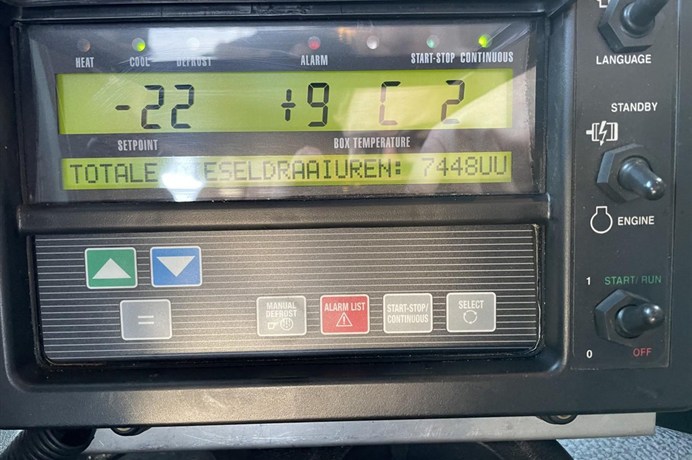 HEAT COOL DEFROST ALARM START-STOP CONTINUOUS
-22 +9 C 2
SETPOINT BOX TEMPERATURE
TOTALE DIESELDRAAIUREN: 7448UU
MANUAL DEFROST
ALARM LIST
START-STOP/ CONTINUOUS
SELECT
=
LANGUAGE
STANDBY
ENGINE
1 START/RUN
0 OFF